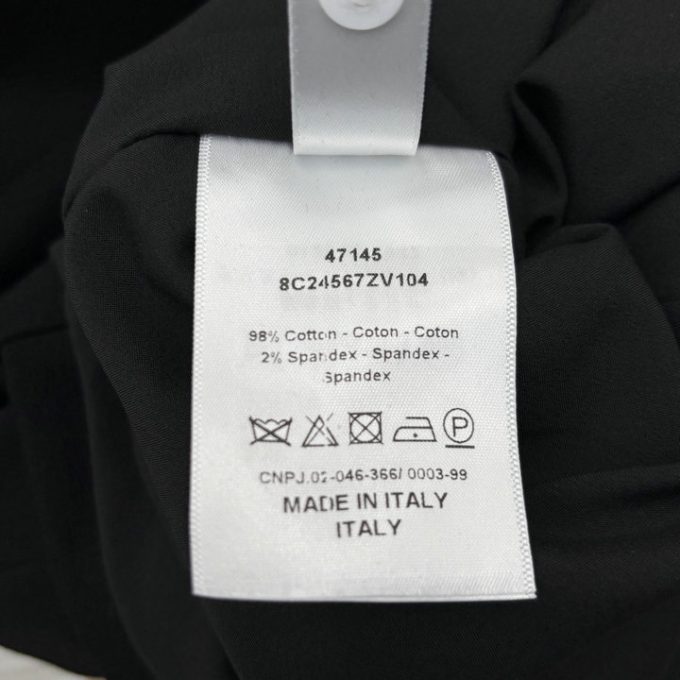 47145
8C24567ZV104
98% Cotton - Coton - Coton
2% Spandex - Spandex -
Spandex
P
CNPJ.02-046-366/ 0003-99
MADE IN ITALY
ITALY